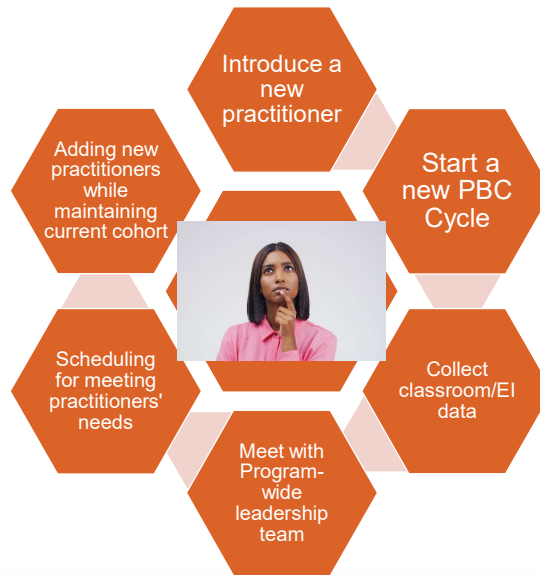 Introduce a
new
practitioner
Start a
new PBC
Cycle
Collect
classroom/EI
data
Meet with
Program-
wide
leadership
team
Scheduling
for meeting
practitioners'
needs
Adding new
practitioners
while
maintaining
current cohort